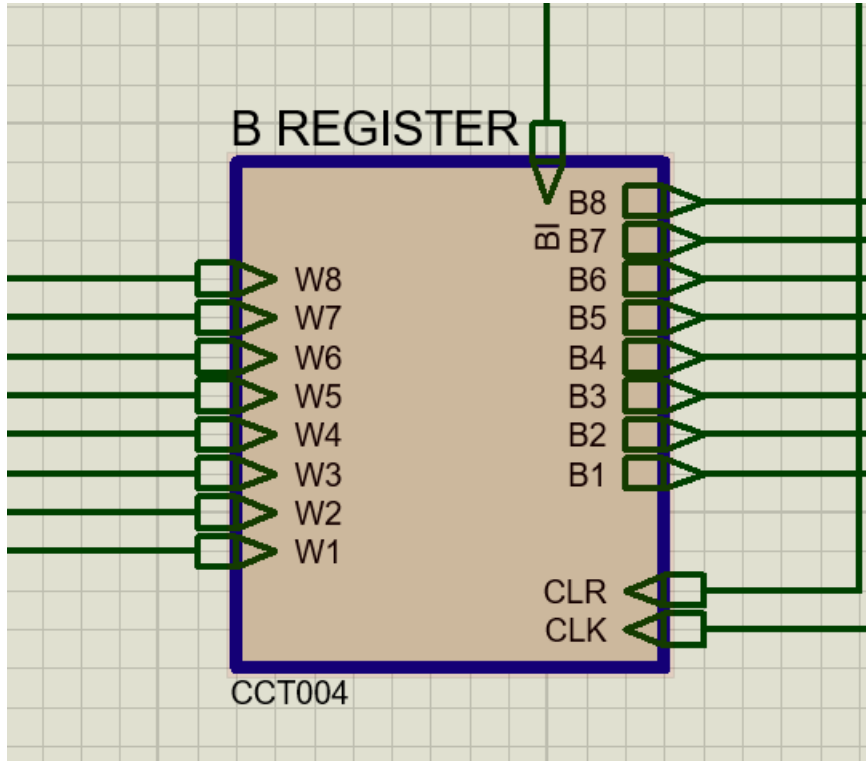 B REGISTER
BI
B8
B7
W8 B6
W7 B5
W6 B4
W5 B3
W4 B2
W3 B1
W2
W1
CLR
CLK
CCT004